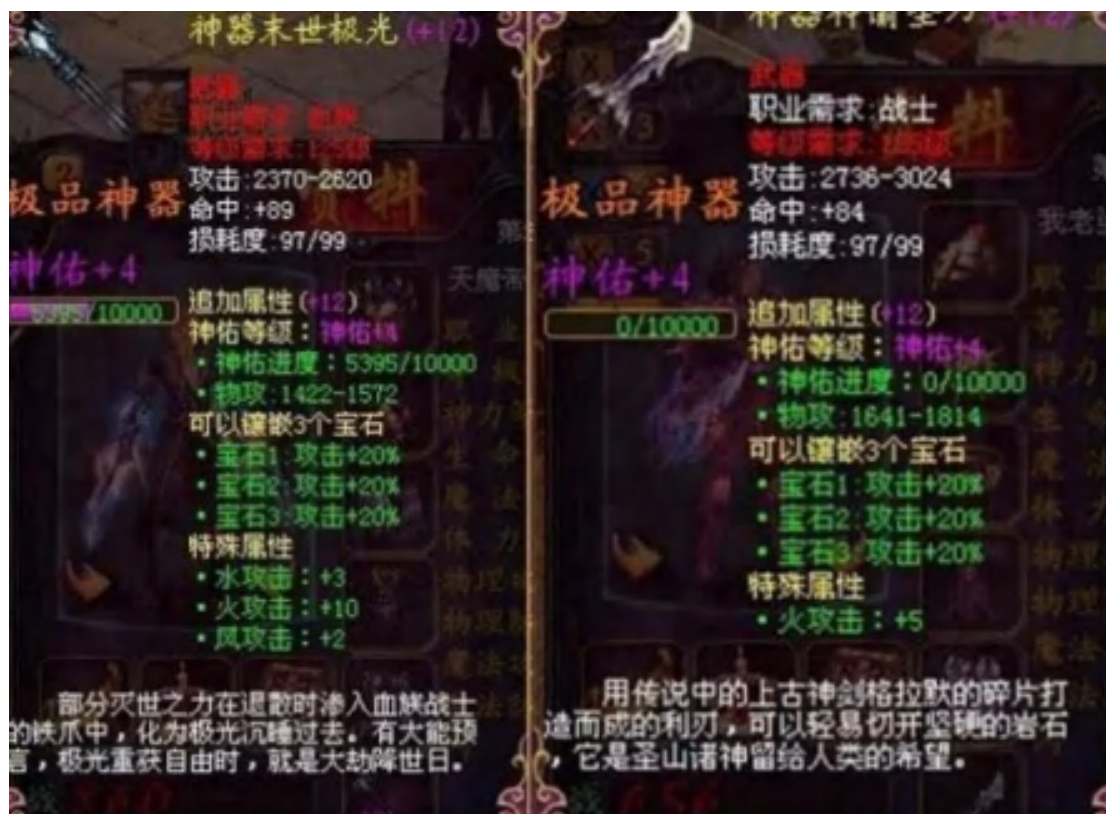 神器末世极光(+12)
武器
攻击:2370-2620
极品神器
命中:+89
损耗度:97/99
神佑+4
5395/10000
追加属性(+12)
神佑等级:神佑+4
·神佑进度:5395/10000
·物攻:1422-1572
可以镶嵌3个宝石
·宝石1:攻击+20%
·宝石2:攻击+20%
·宝石3:攻击+20%
特殊属性
·水攻击:+3
·火攻击:+10
·风攻击:+2
部分灭世之力在退散时渗入血族战士
的铁爪中,化为极光沉睡过去。有大能预
言,极光重获自由时,就是大劫降世日。
武器
职业需求:战士
攻击:2736-3024
极品神器
命中:+84
损耗度:97/99
神佑+4
0/10000
追加属性(+12)
神佑等级:神佑+4
·神佑进度:0/10000
·物攻:1641-1814
可以镶嵌3个宝石
·宝石1:攻击+20%
·宝石2:攻击+20%
·宝石3:攻击+20%
特殊属性
·火攻击:+5
用传说中的上古神剑格拉默的碎片打
造而成的利刃,可以轻易切开坚硬的岩石
,它是圣山诸神留给人类的希望。